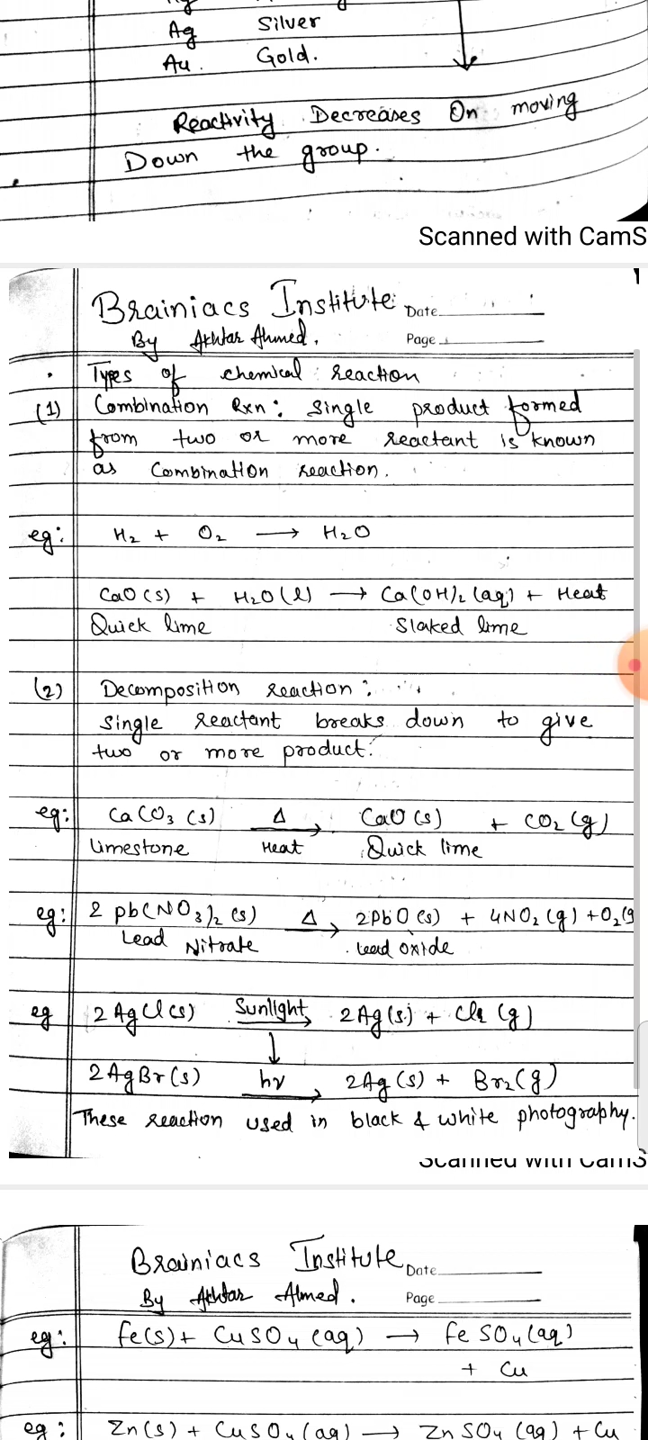 Ag Silver
Au. Gold.
Reactivity Decreases On moving
Down the group.
Scanned with CamS
Brainiacs Institute Date
By Akhtar Ahmed. Page
• Types of chemical reaction
(1) Combination Rxn: Single product formed
from two or more reactant is known
as Combination reaction.
eg: H₂ + O₂ ⟶ H₂O
CaO(s) + H₂O(l) ⟶ Ca(OH)₂(aq) + Heat
Quick lime Slaked lime
(2) Decomposition reaction:
Single reactant breaks down to give
two or more product.
eg: CaCO₃(s) Δ⟶ CaO(s) + CO₂(g)
Limestone Heat Quick lime
eg: 2 pb(NO₃)₂(s) Δ⟶ 2PbO(s) + 4NO₂(g) + O₂(g
Lead Nitrate Lead oxide
eg 2AgCl(s) Sunlight⟶ 2Ag(s) + Cl₂(g)
↓
2AgBr(s) hν⟶ 2Ag(s) + Br₂(g)
These reaction used in black & white photography.
Scanned with CamS
Brainiacs Institute Date
By Akhtar Ahmed. Page
eg: Fe(s) + CuSO₄(aq) ⟶ FeSO₄(aq)
+ Cu
eg: Zn(s) + CuSO₄(aq) ⟶ ZnSO₄(aq) + Cu